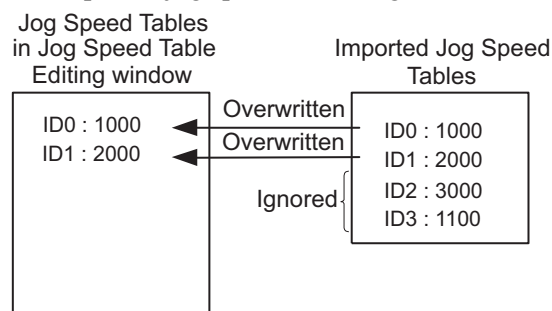 Jog Speed Tables
in Jog Speed Table
Editing window
Imported Jog Speed
Tables
Overwritten
ID0 : 1000
ID0 : 1000
Overwritten
ID1 : 2000
ID1 : 2000
Ignored
ID2 : 3000
ID3 : 1100